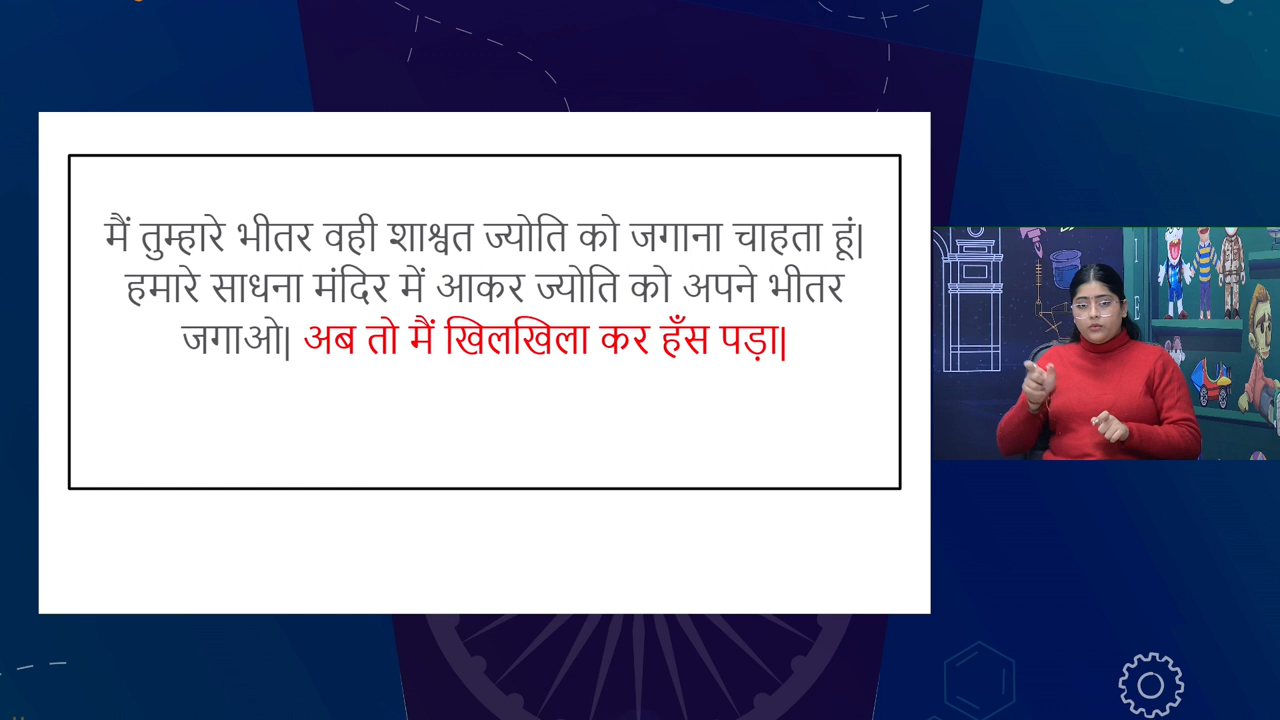 मैं तुम्हारे भीतर वही शाश्वत ज्योति को जगाना चाहता हूं|
हमारे साधना मंदिर में आकर ज्योति को अपने भीतर
जगाओ| अब तो मैं खिलखिला कर हँस पड़ा|